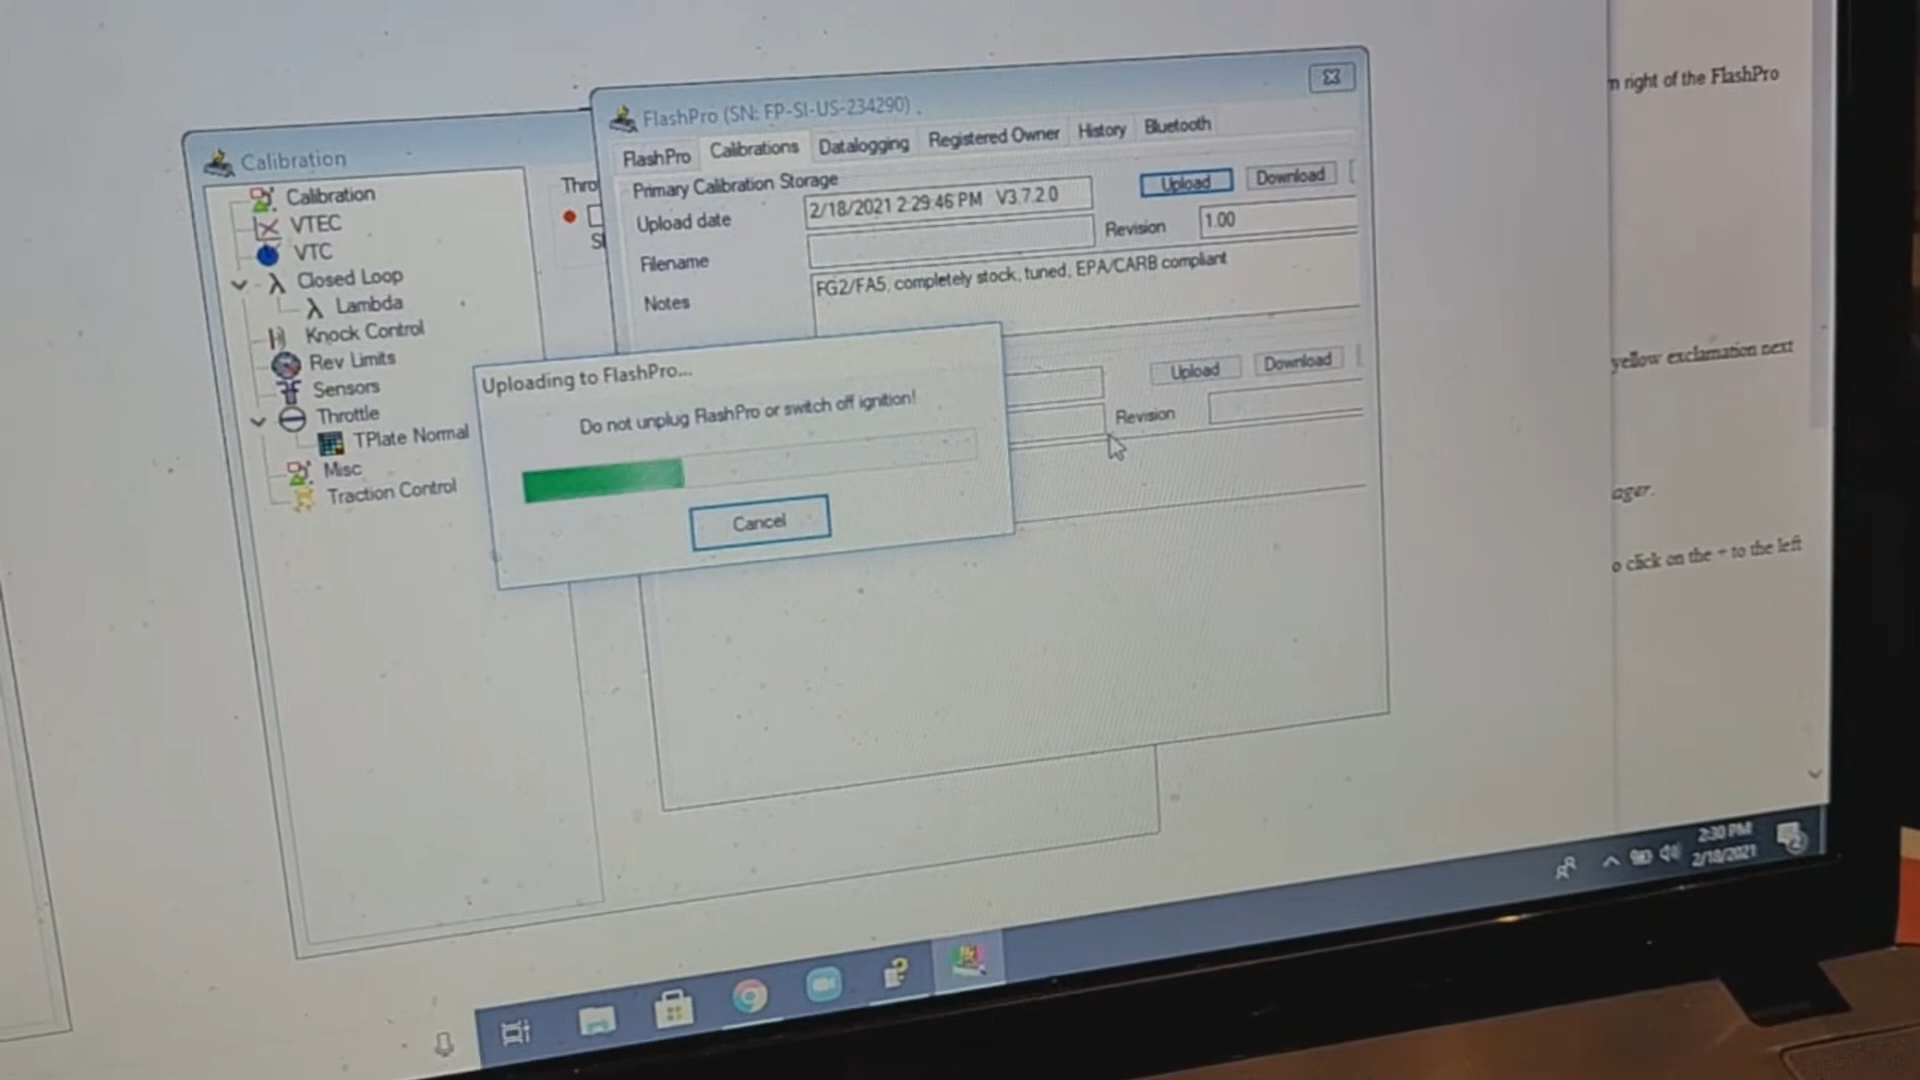 Calibration
Calibration
VTEC
VTC
Closed Loop
Lambda
Knock Control
Rev Limits
Sensors
Throttle
TPlate Normal
Misc
Traction Control
Thro
FlashPro (SN: FP-SI-US-234290)
FlashPro Calibrations Datalogging Registered Owner History Bluetooth
Primary Calibration Storage
Upload Download
Upload date 2/18/2021 2:29:46 PM V3.7.2.0
Filename
Revision 1.00
Notes FG2/FA5, completely stock, tuned, EPA/CARB compliant
Upload Download
Revision
Uploading to FlashPro...
Do not unplug FlashPro or switch off ignition!
Cancel
right of the FlashPro
yellow exclamation next
ager.
click on the + to the left
2:30 PM
2/18/2021